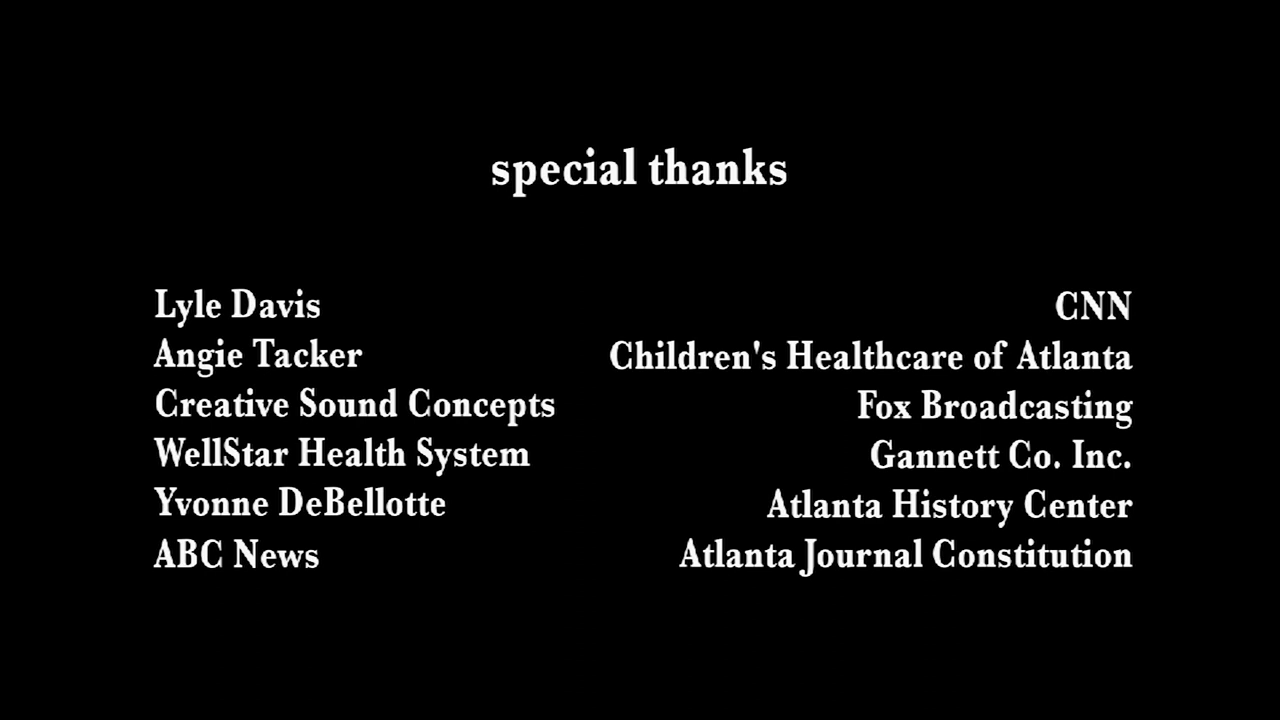 special thanks
Lyle Davis
Angie Tacker
Creative Sound Concepts
WellStar Health System
Yvonne DeBellotte
ABC News
CNN
Children's Healthcare of Atlanta
Fox Broadcasting
Gannett Co. Inc.
Atlanta History Center
Atlanta Journal Constitution